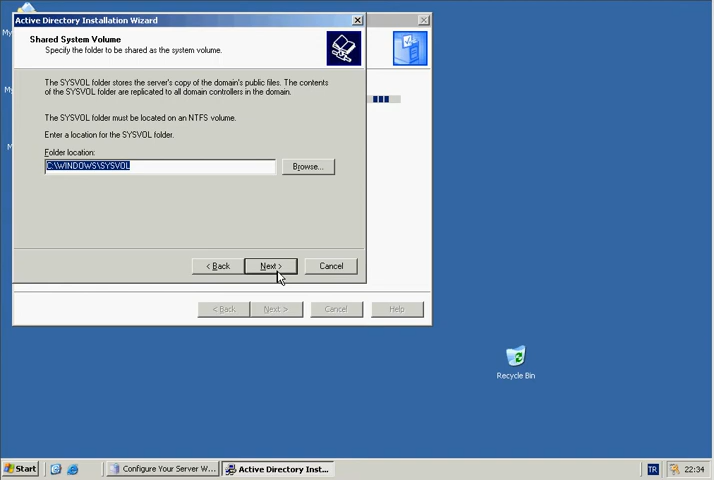 Active Directory Installation Wizard
Shared System Volume
Specify the folder to be shared as the system volume.
The SYSVOL folder stores the server's copy of the domain's public files. The contents
of the SYSVOL folder are replicated to all domain controllers in the domain.
The SYSVOL folder must be located on an NTFS volume.
Enter a location for the SYSVOL folder.
Folder location:
C:\WINDOWS\SYSVOL
Browse...
< Back
Next >
Cancel
< Back
Next >
Cancel
Help
Recycle Bin
Start
Configure Your Server W...
Active Directory Inst...
TR
22:34